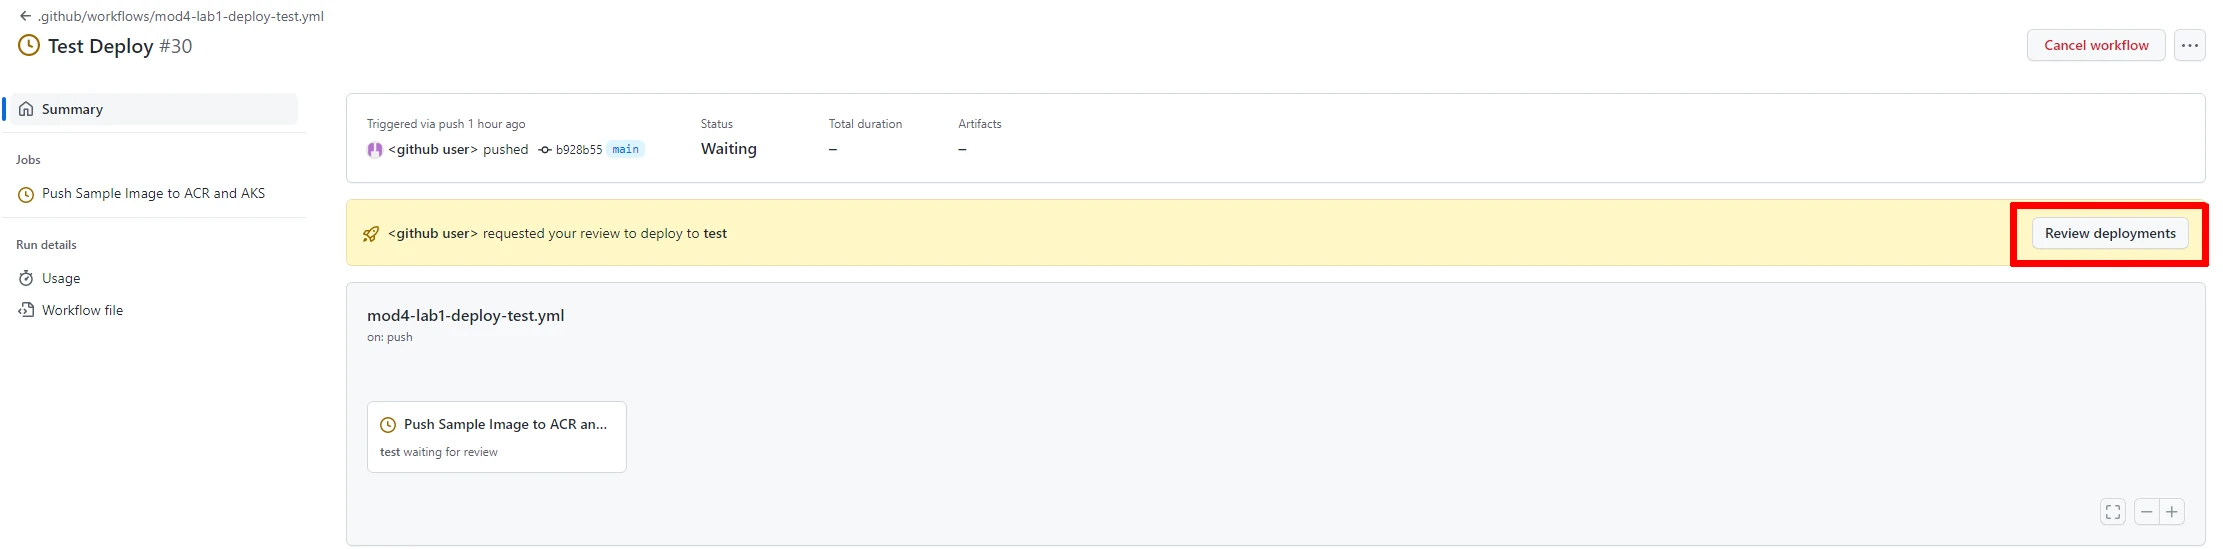 .github/workflows/mod4-lab1-deploy-test.yml
Test Deploy #30
Cancel workflow
Summary
Jobs
Push Sample Image to ACR and AKS
Run details
Usage
Workflow file
Triggered via push 1 hour ago
<github user> pushed b928b55 main
Status
Waiting
Total duration
–
Artifacts
–
<github user> requested your review to deploy to test
Review deployments
mod4-lab1-deploy-test.yml
on: push
Push Sample Image to ACR an...
test waiting for review